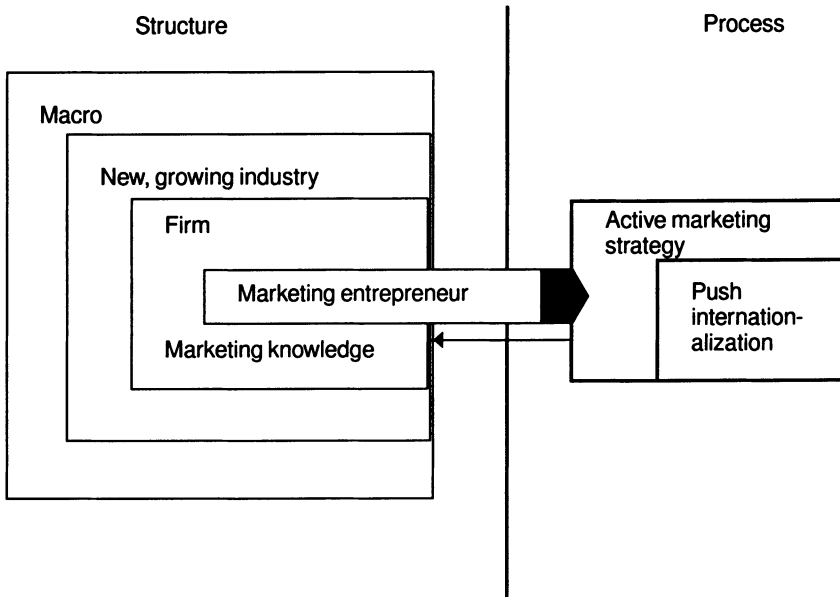 Structure
Process
Macro
New, growing industry
Firm
Marketing entrepreneur
Marketing knowledge
Active marketing
strategy
Push
internation-
alization